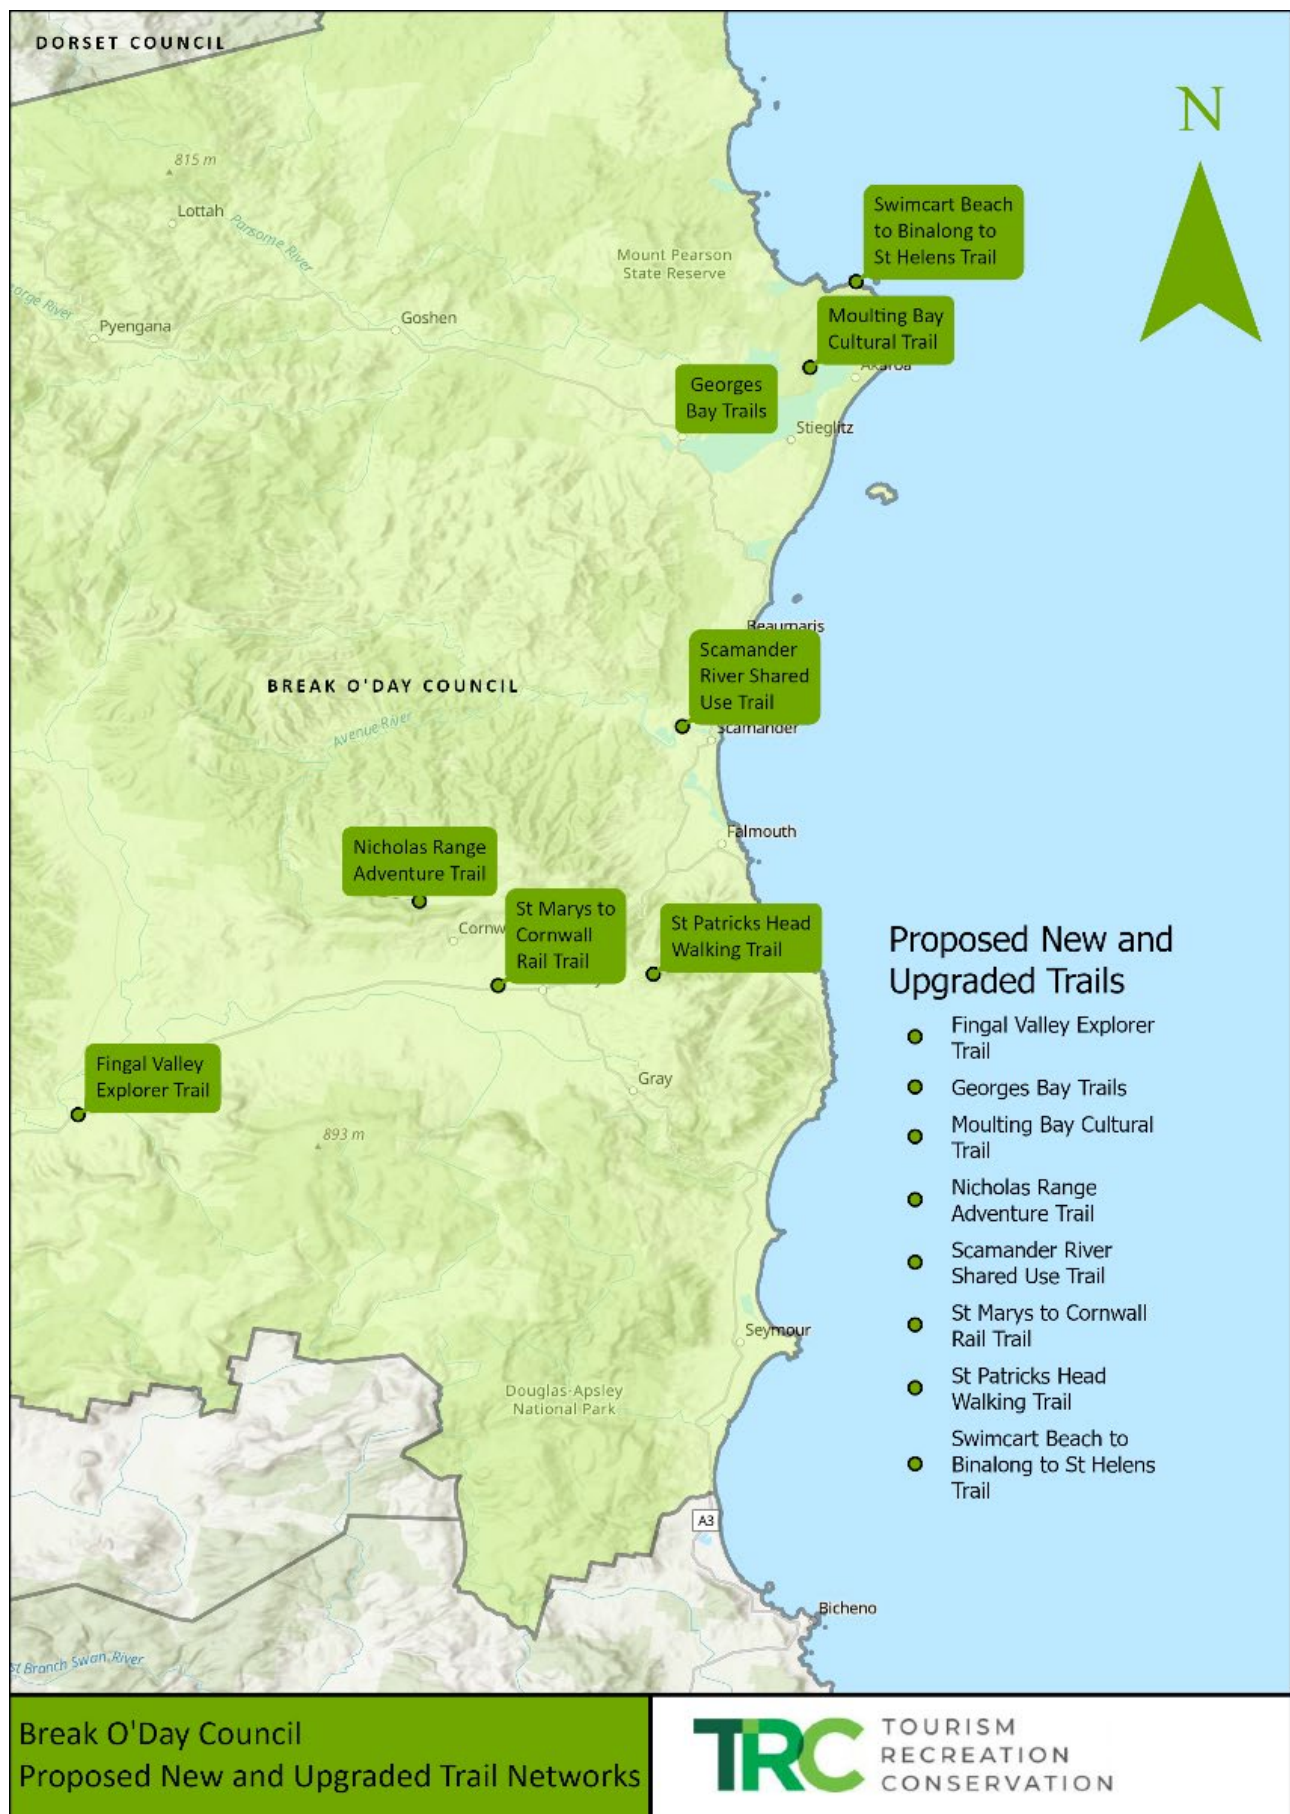 DORSET COUNCIL
N
815 m
Lottah
Ransome River
Swimcart Beach
to Binalong to
St Helens Trail
Mount Pearson
State Reserve
Pyengana
Goshen
Moulting Bay
Cultural Trail
Akaroa
Georges
Bay Trails
Stieglitz
Beaumaris
Scamander
River Shared
Use Trail
BREAK O'DAY COUNCIL
Avenue River
Scamander
Falmouth
Nicholas Range
Adventure Trail
St Marys to
Cornwall
Rail Trail
St Patricks Head
Walking Trail
Cornw
Fingal Valley
Explorer Trail
Gray
893 m
Proposed New and
Upgraded Trails
Fingal Valley Explorer
Trail
Georges Bay Trails
Moulting Bay Cultural
Trail
Nicholas Range
Adventure Trail
Scamander River
Shared Use Trail
St Marys to Cornwall
Rail Trail
St Patricks Head
Walking Trail
Swimcart Beach to
Binalong to St Helens
Trail
Seymour
Douglas-Apsley
National Park
A3
Bicheno
Branch Swan River
Break O'Day Council
Proposed New and Upgraded Trail Networks
TRC
TOURISM
RECREATION
CONSERVATION